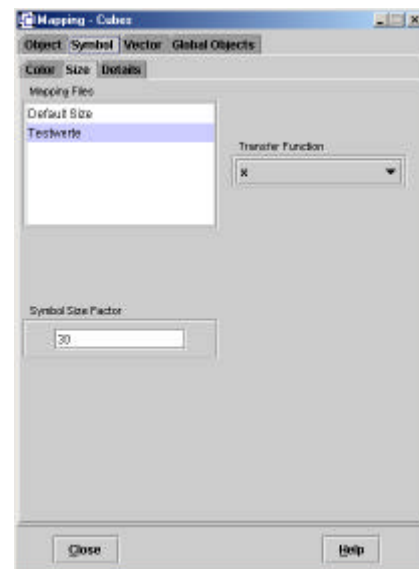 Mapping - Cubes
Object Symbol Vector Global Objects
Color Size Details
Mapping Files
Default Size
Testwerte
Transfer Function
x
Symbol Size Factor
30
Close Help